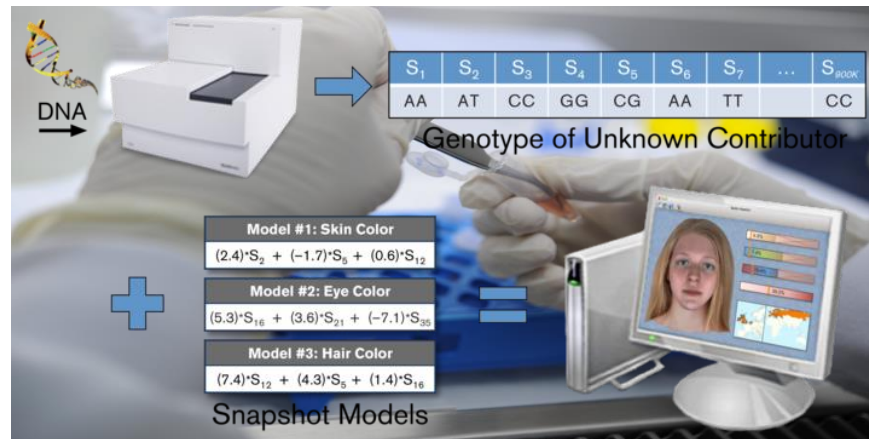 DNA
S₁ S₂ S₃ S₄ S₅ S₆ S₇ ... S₉₀₀ₖ
AA AT CC GG CG AA TT CC
Genotype of Unknown Contributor
Model #1: Skin Color
(2.4)*S₂ + (−1.7)*S₅ + (0.6)*S₁₂
Model #2: Eye Color
(5.3)*S₁₆ + (3.6)*S₂₁ + (−7.1)*S₃₅
Model #3: Hair Color
(7.4)*S₁₂ + (4.3)*S₅ + (1.4)*S₁₆
Snapshot Models